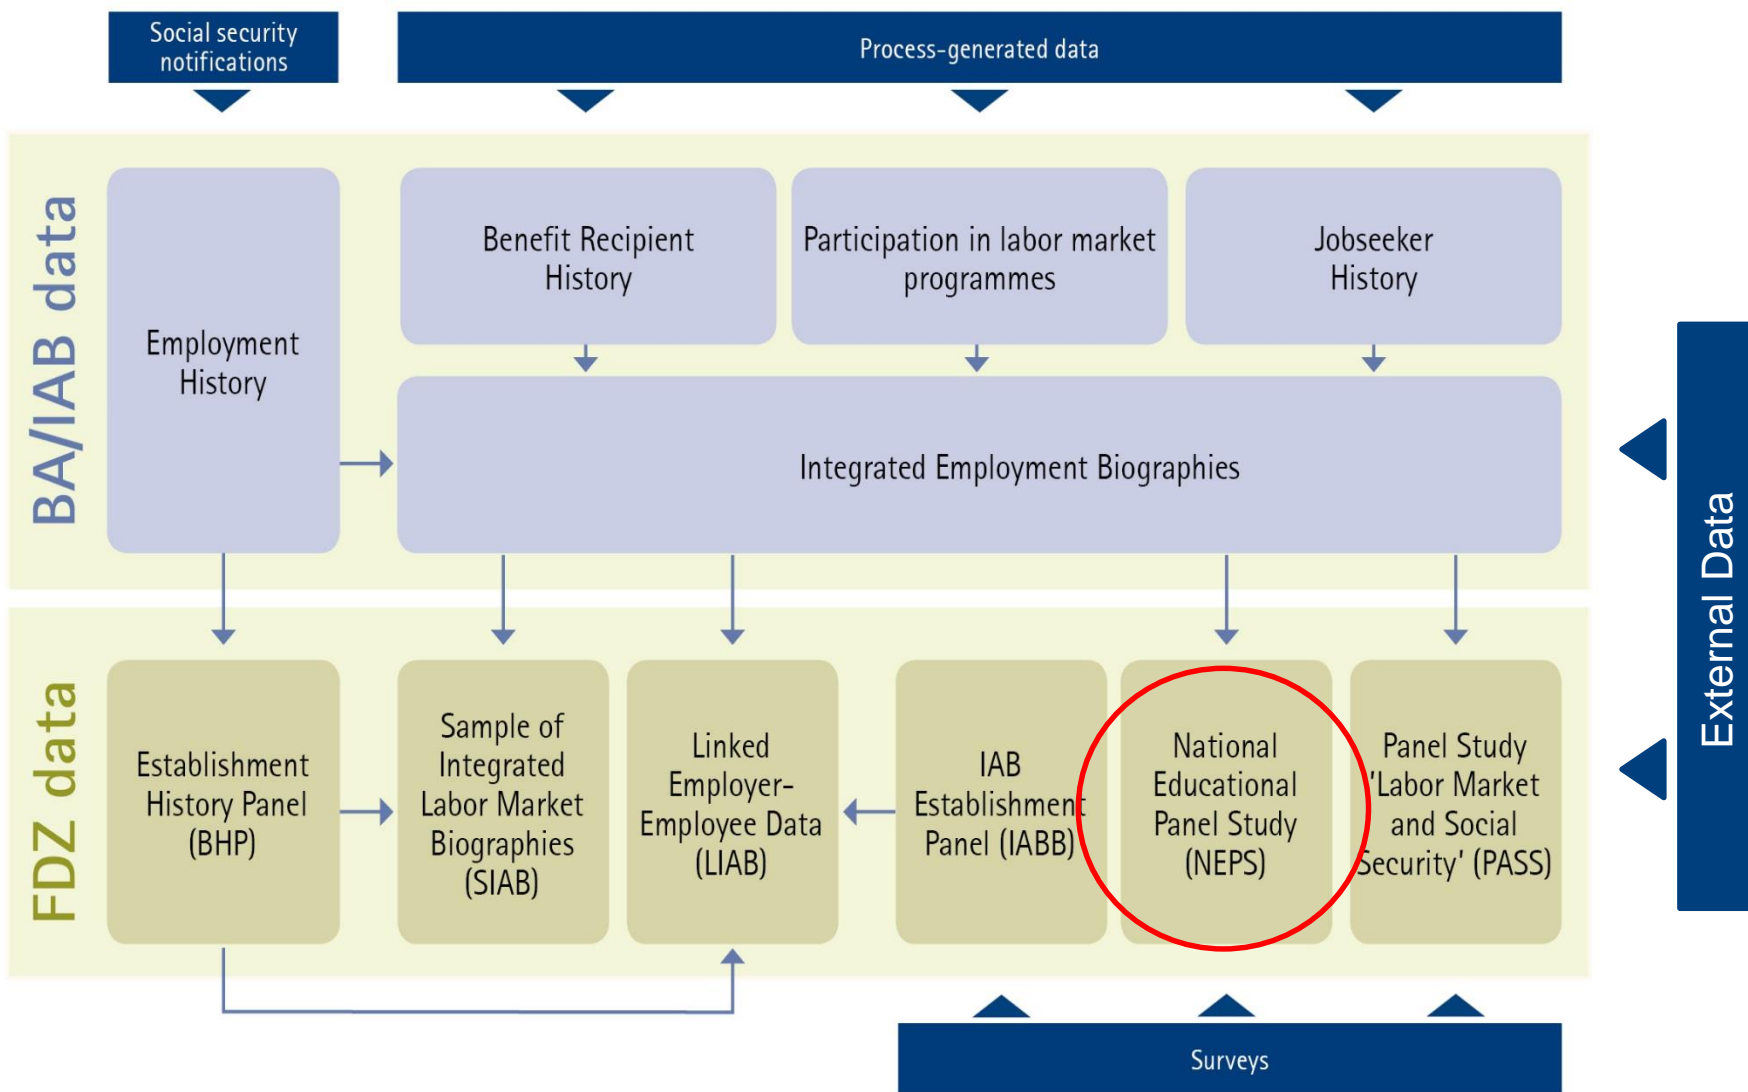 Social security
notifications
Process-generated data
BA/IAB data
Employment
History
Benefit Recipient
History
Participation in labor market
programmes
Jobseeker
History
Integrated Employment Biographies
External Data
FDZ data
Establishment
History Panel
(BHP)
Sample of
Integrated
Labor Market
Biographies
(SIAB)
Linked
Employer-
Employee Data
(LIAB)
IAB
Establishment
Panel (IABB)
National
Educational
Panel Study
(NEPS)
Panel Study
'Labor Market
and Social
Security' (PASS)
Surveys